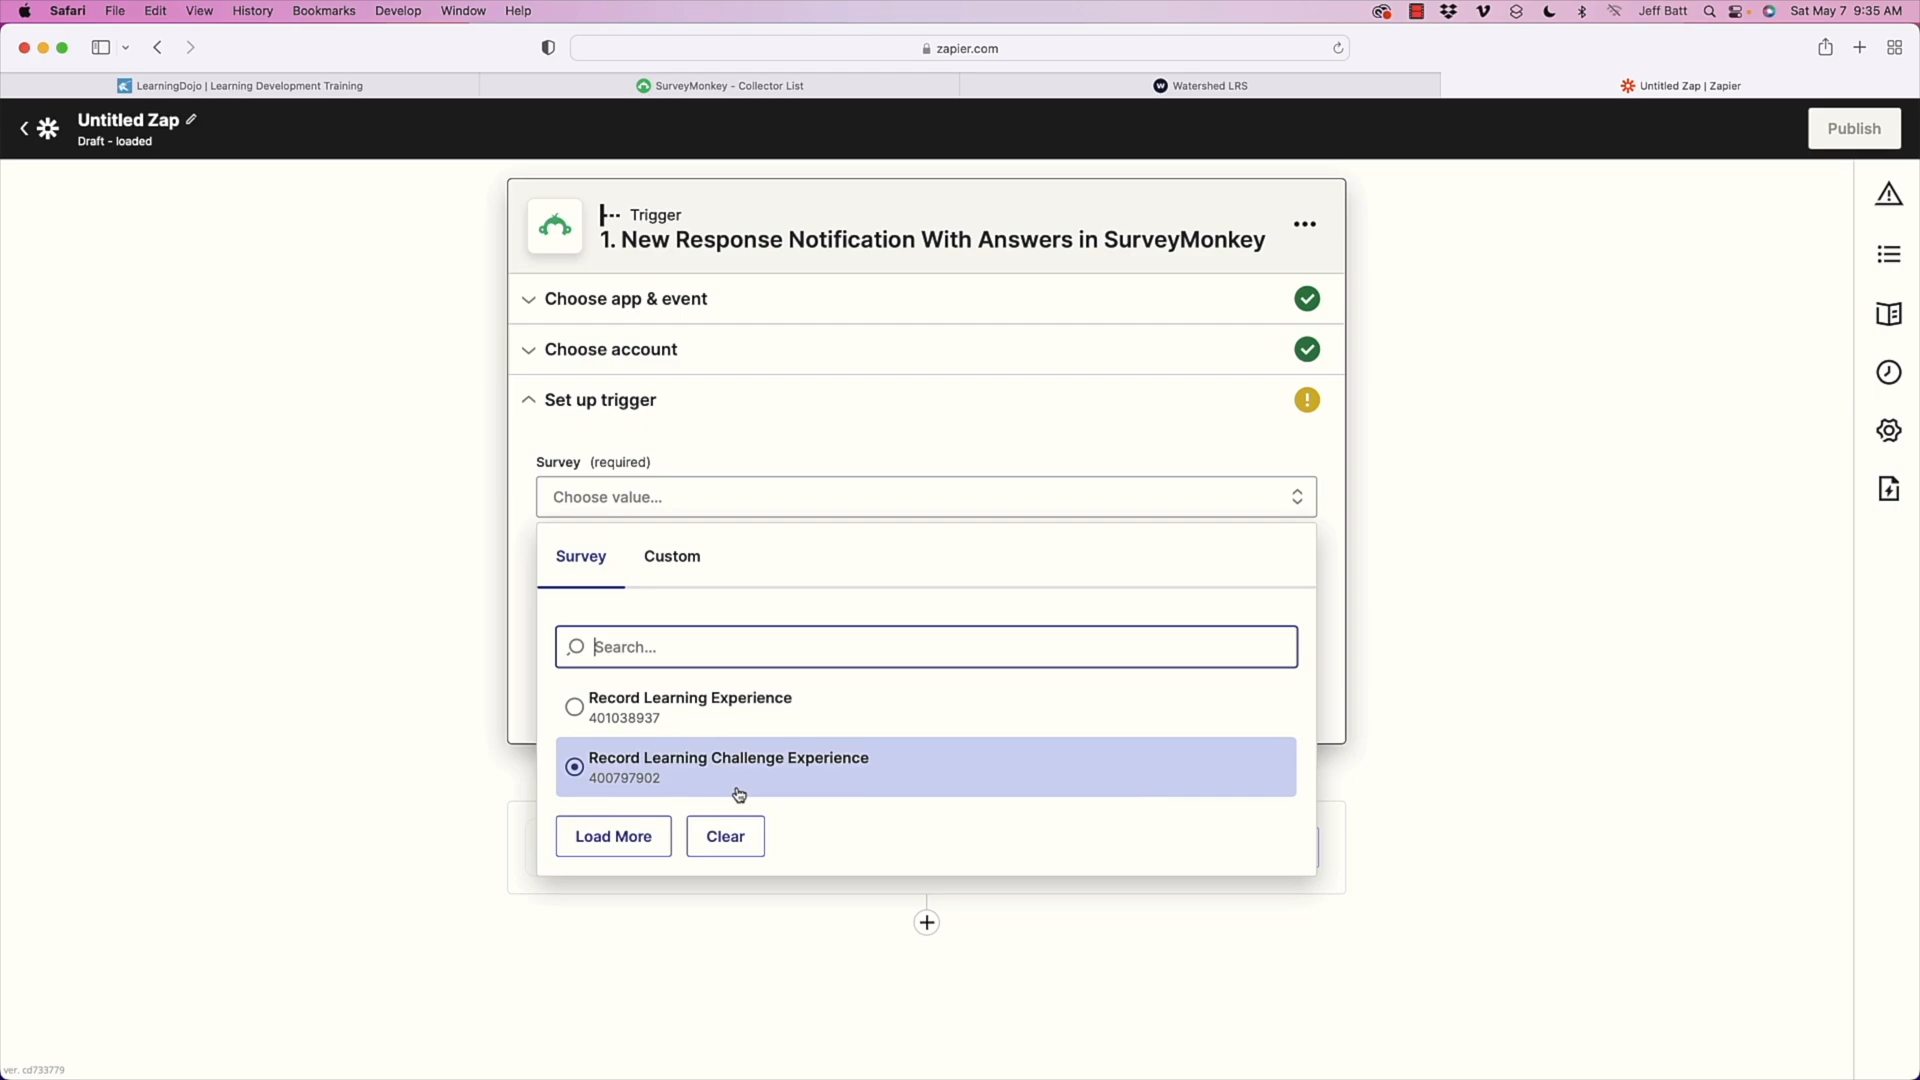 Safari File Edit View History Bookmarks Develop Window Help Jeff Batt Sat May 7 9:35 AM
zapier.com
LearningDojo | Learning Development Training SurveyMonkey - Collector List Watershed LRS Untitled Zap | Zapier
Untitled Zap
Draft - loaded
Publish
Trigger
1. New Response Notification With Answers in SurveyMonkey
Choose app & event
Choose account
Set up trigger
Survey (required)
Choose value...
Survey Custom
Search...
Record Learning Experience
401038937
Record Learning Challenge Experience
400797902
Load More Clear
ver. cd733779